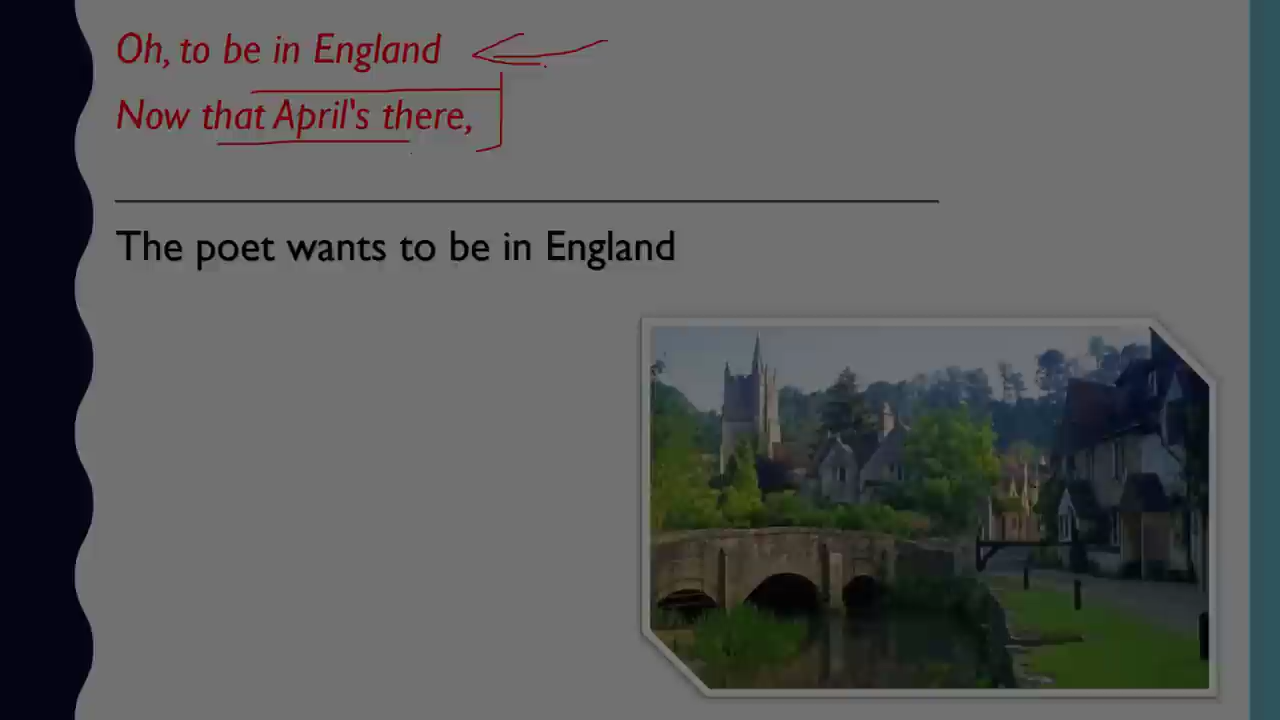 Oh, to be in England
Now that April's there,
The poet wants to be in England